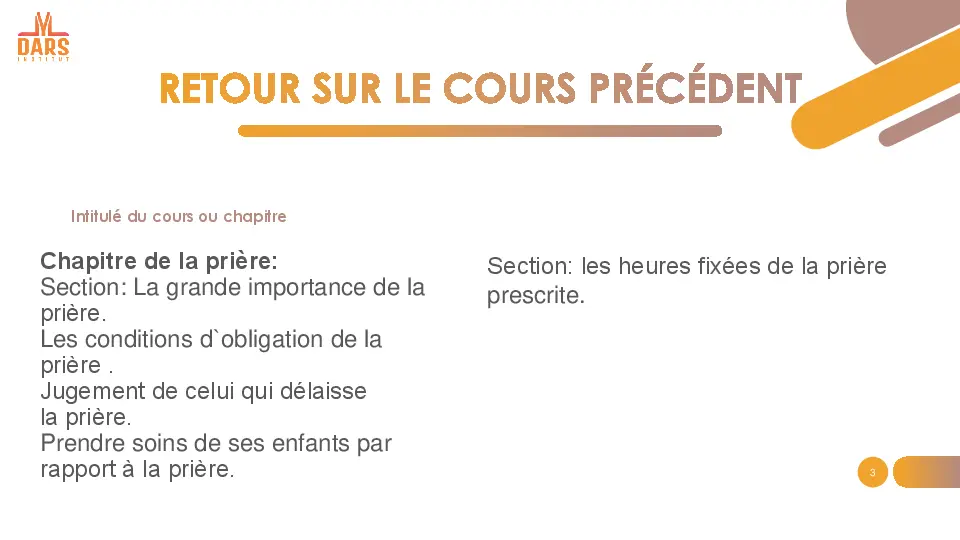 DARS
INSTITUT
RETOUR SUR LE COURS PRÉCÉDENT
Intitulé du cours ou chapitre
Chapitre de la prière:
Section: La grande importance de la
prière.
Les conditions d`obligation de la
prière .
Jugement de celui qui délaisse
la prière.
Prendre soins de ses enfants par
rapport à la prière.
Section: les heures fixées de la prière
prescrite.
3